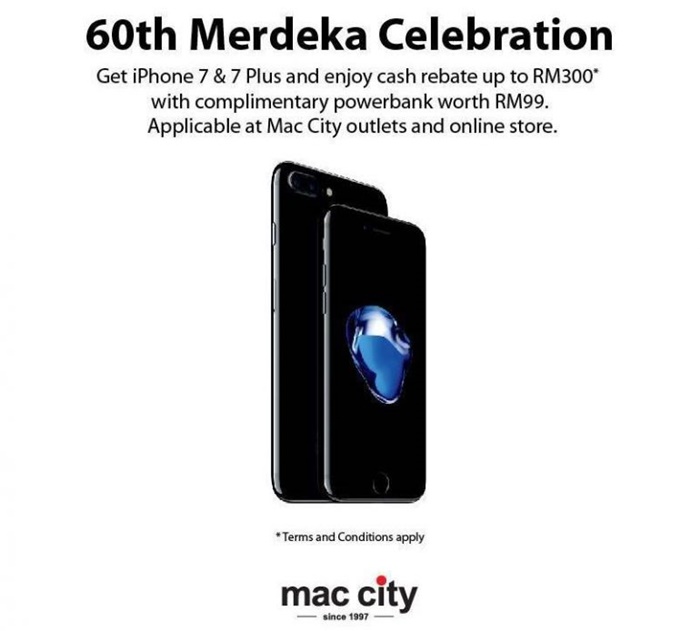 60th Merdeka Celebration
Get iPhone 7 & 7 Plus and enjoy cash rebate up to RM300*
with complimentary powerbank worth RM99.
Applicable at Mac City outlets and online store.
*Terms and Conditions apply
mac city
since 1997